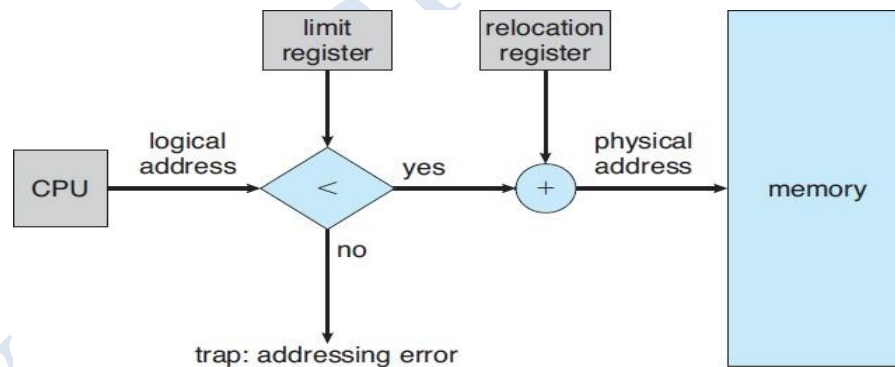 limit
register
relocation
register
logical
address
physical
address
CPU
<
yes
+
memory
no
trap: addressing error